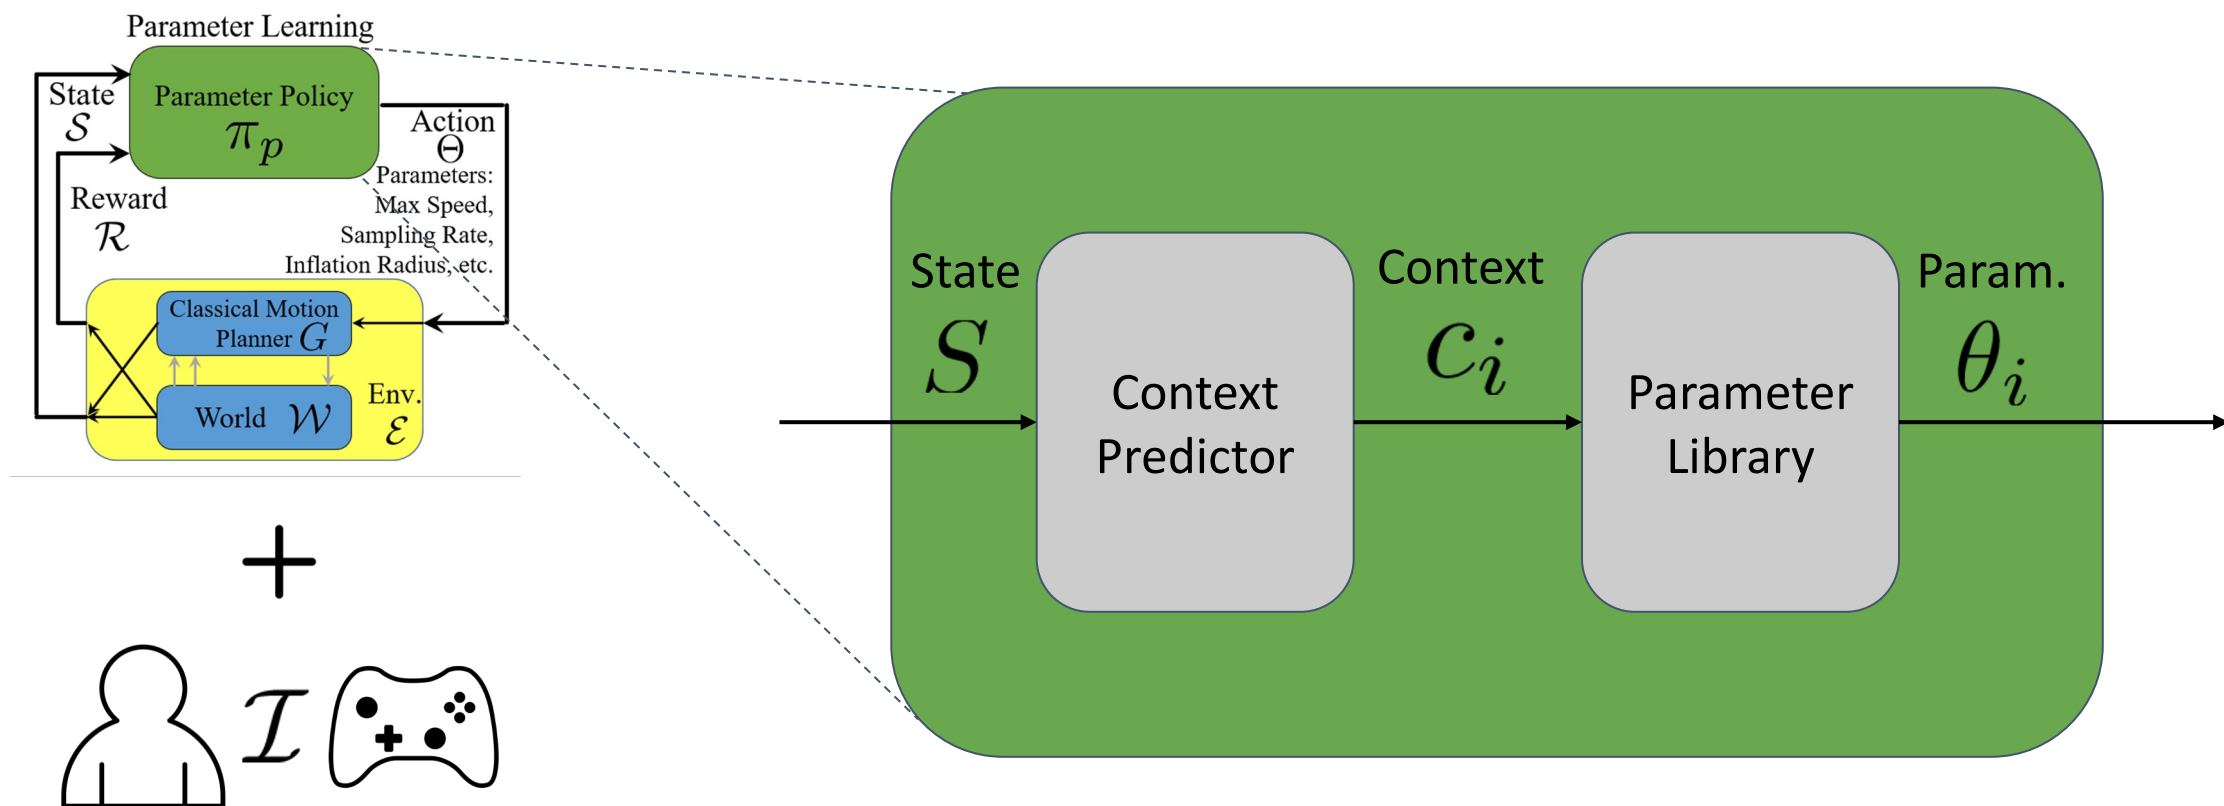 Parameter Learning
State
𝒮
Parameter Policy
π_p
Action
Θ
Parameters:
Max Speed,
Sampling Rate,
Inflation Radius, etc.
Reward
ℛ
Classical Motion
Planner G
World 𝒲
Env.
ℰ
+
ℐ
State
S
Context
Predictor
Context
c_i
Parameter
Library
Param.
θ_i